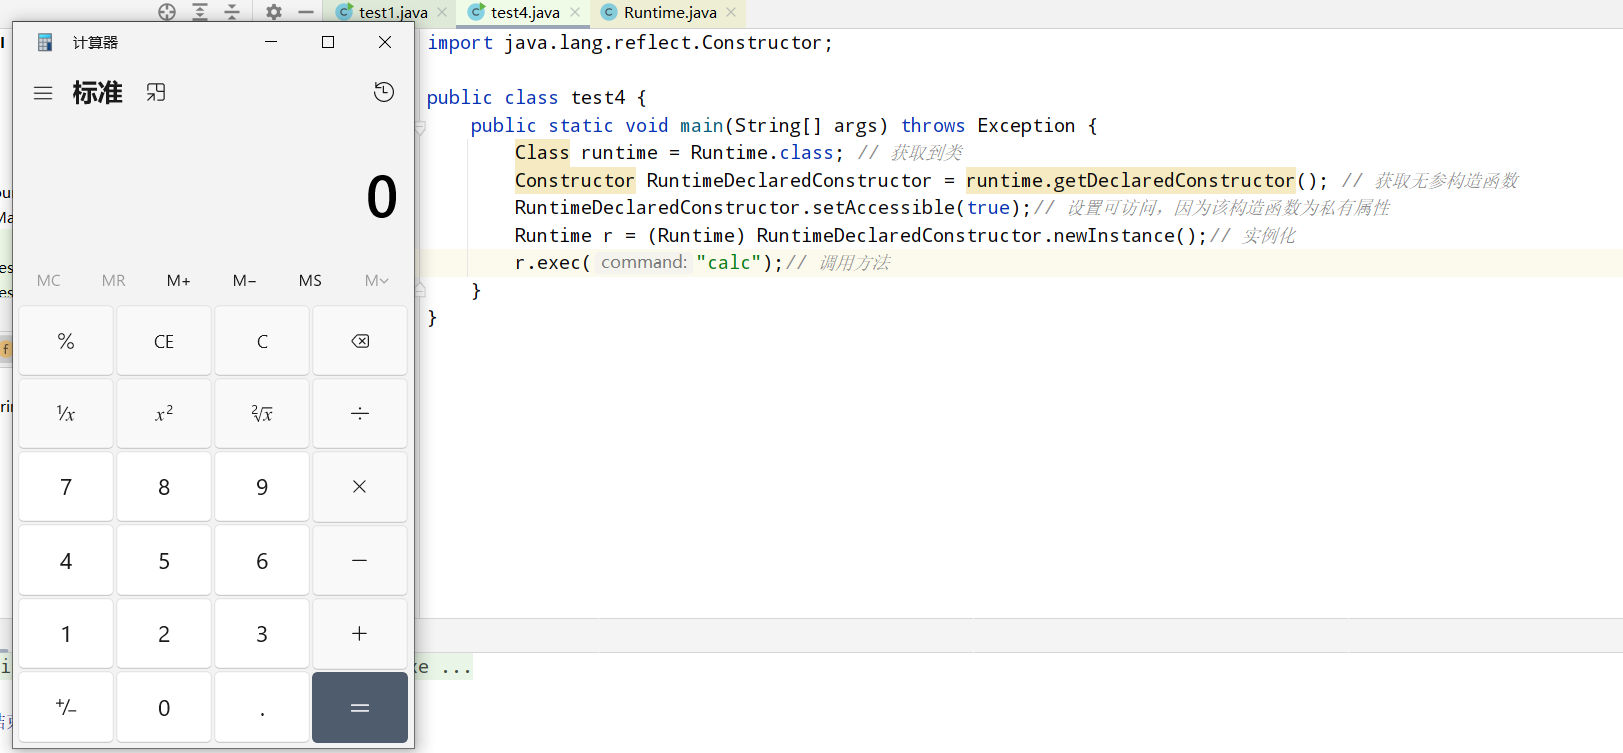 test1.java
test4.java
Runtime.java
计算器
标准
0
MC MR M+ M− MS M
% CE C
¹/x x² ²√x ÷
7 8 9 ×
4 5 6 −
1 2 3 +
+/− 0 . =
import java.lang.reflect.Constructor;
public class test4 {
public static void main(String[] args) throws Exception {
Class runtime = Runtime.class; // 获取到类
Constructor RuntimeDeclaredConstructor = runtime.getDeclaredConstructor(); // 获取无参构造函数
RuntimeDeclaredConstructor.setAccessible(true);// 设置可访问，因为该构造函数为私有属性
Runtime r = (Runtime) RuntimeDeclaredConstructor.newInstance();// 实例化
r.exec( command: "calc");// 调用方法
}
}
...